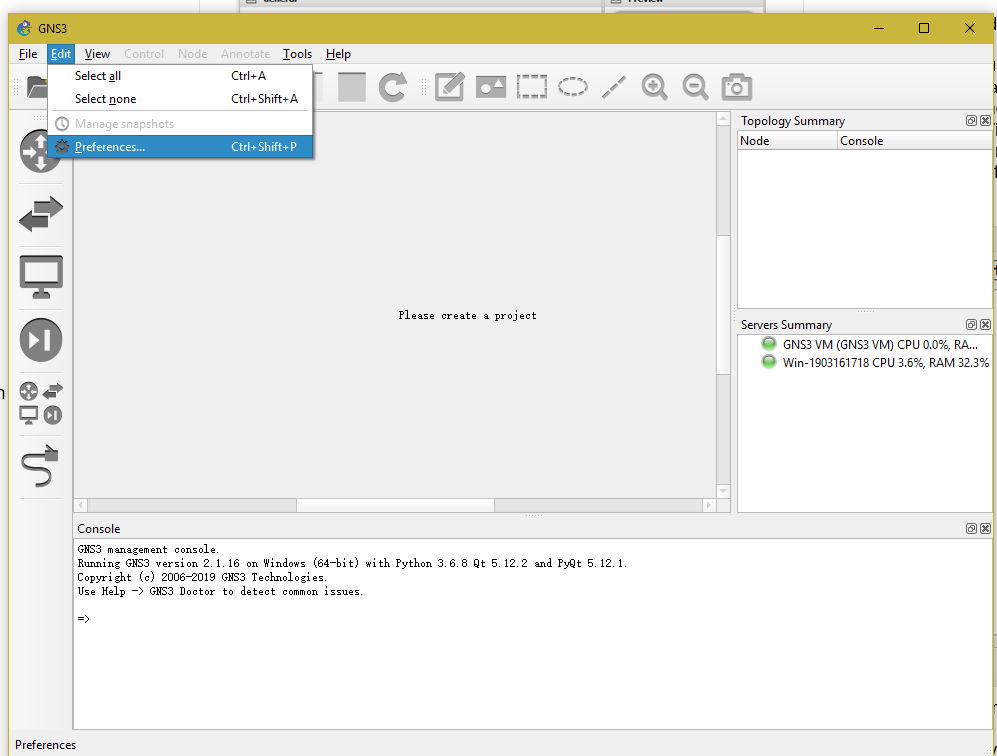 General
Preview
GNS3
File Edit View Control Node Annotate Tools Help
Select all Ctrl+A
Select none Ctrl+Shift+A
Manage snapshots
Preferences... Ctrl+Shift+P
Topology Summary
Node Console
Please create a project
Servers Summary
GNS3 VM (GNS3 VM) CPU 0.0%, RA...
Win-1903161718 CPU 3.6%, RAM 32.3%
Console
GNS3 management console.
Running GNS3 version 2.1.16 on Windows (64-bit) with Python 3.6.8 Qt 5.12.2 and PyQt 5.12.1.
Copyright (c) 2006-2019 GNS3 Technologies.
Use Help -> GNS3 Doctor to detect common issues.
=>
Preferences